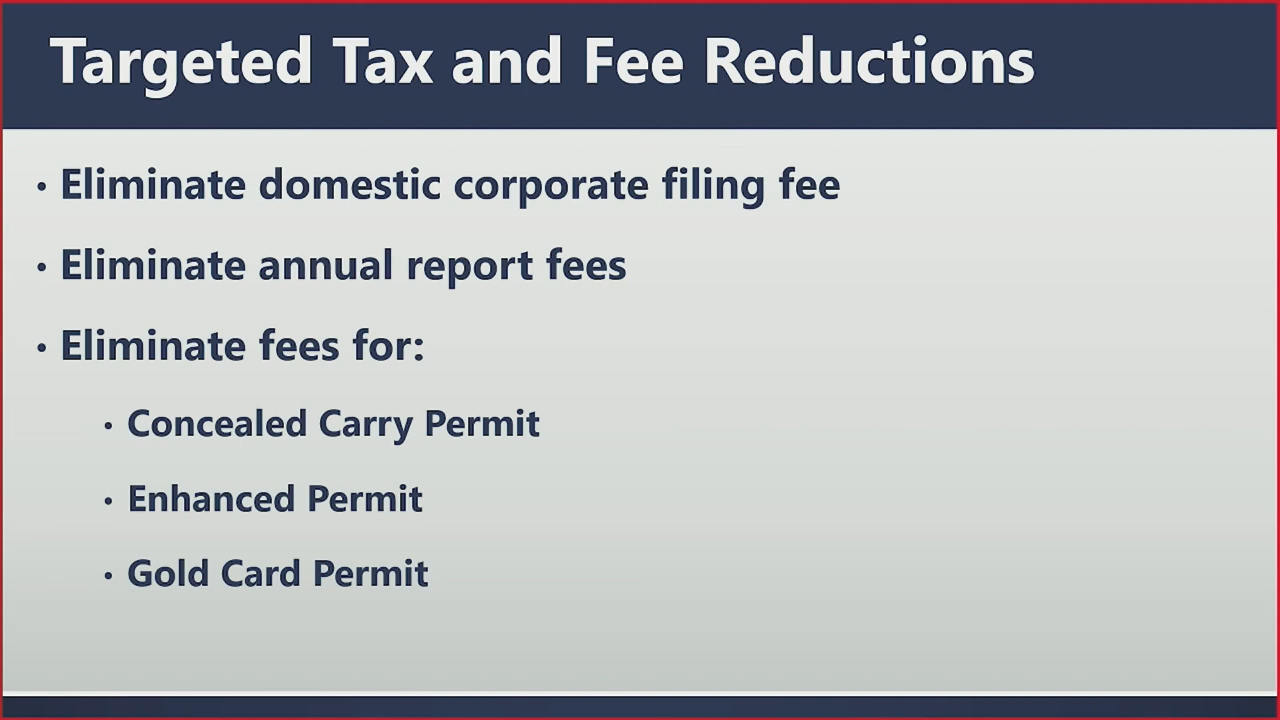 Targeted Tax and Fee Reductions
• Eliminate domestic corporate filing fee
• Eliminate annual report fees
• Eliminate fees for:
• Concealed Carry Permit
• Enhanced Permit
• Gold Card Permit